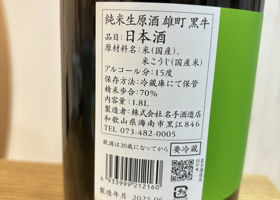 純米生原酒 雄町 黒牛
品目:日本酒
原材料名:米(国産)、
米こうじ(国産米)
アルコール分:15度
保存方法:冷蔵庫にて保管
精米歩合:70%
内容量:1.8L
製造者:株式会社名手酒造店
和歌山県海南市黒江846
TEL 073-482-0005
飲酒は20歳になってから
要冷蔵
4 933999 212160
製造年月 2025.06